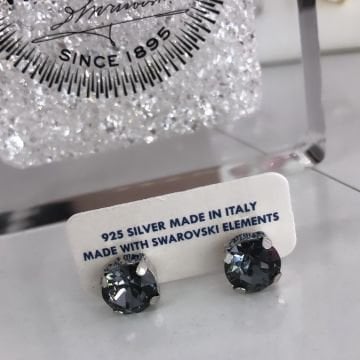 SINCE 1895
925 SILVER MADE IN ITALY
MADE WITH SWAROVSKI ELEMENTS